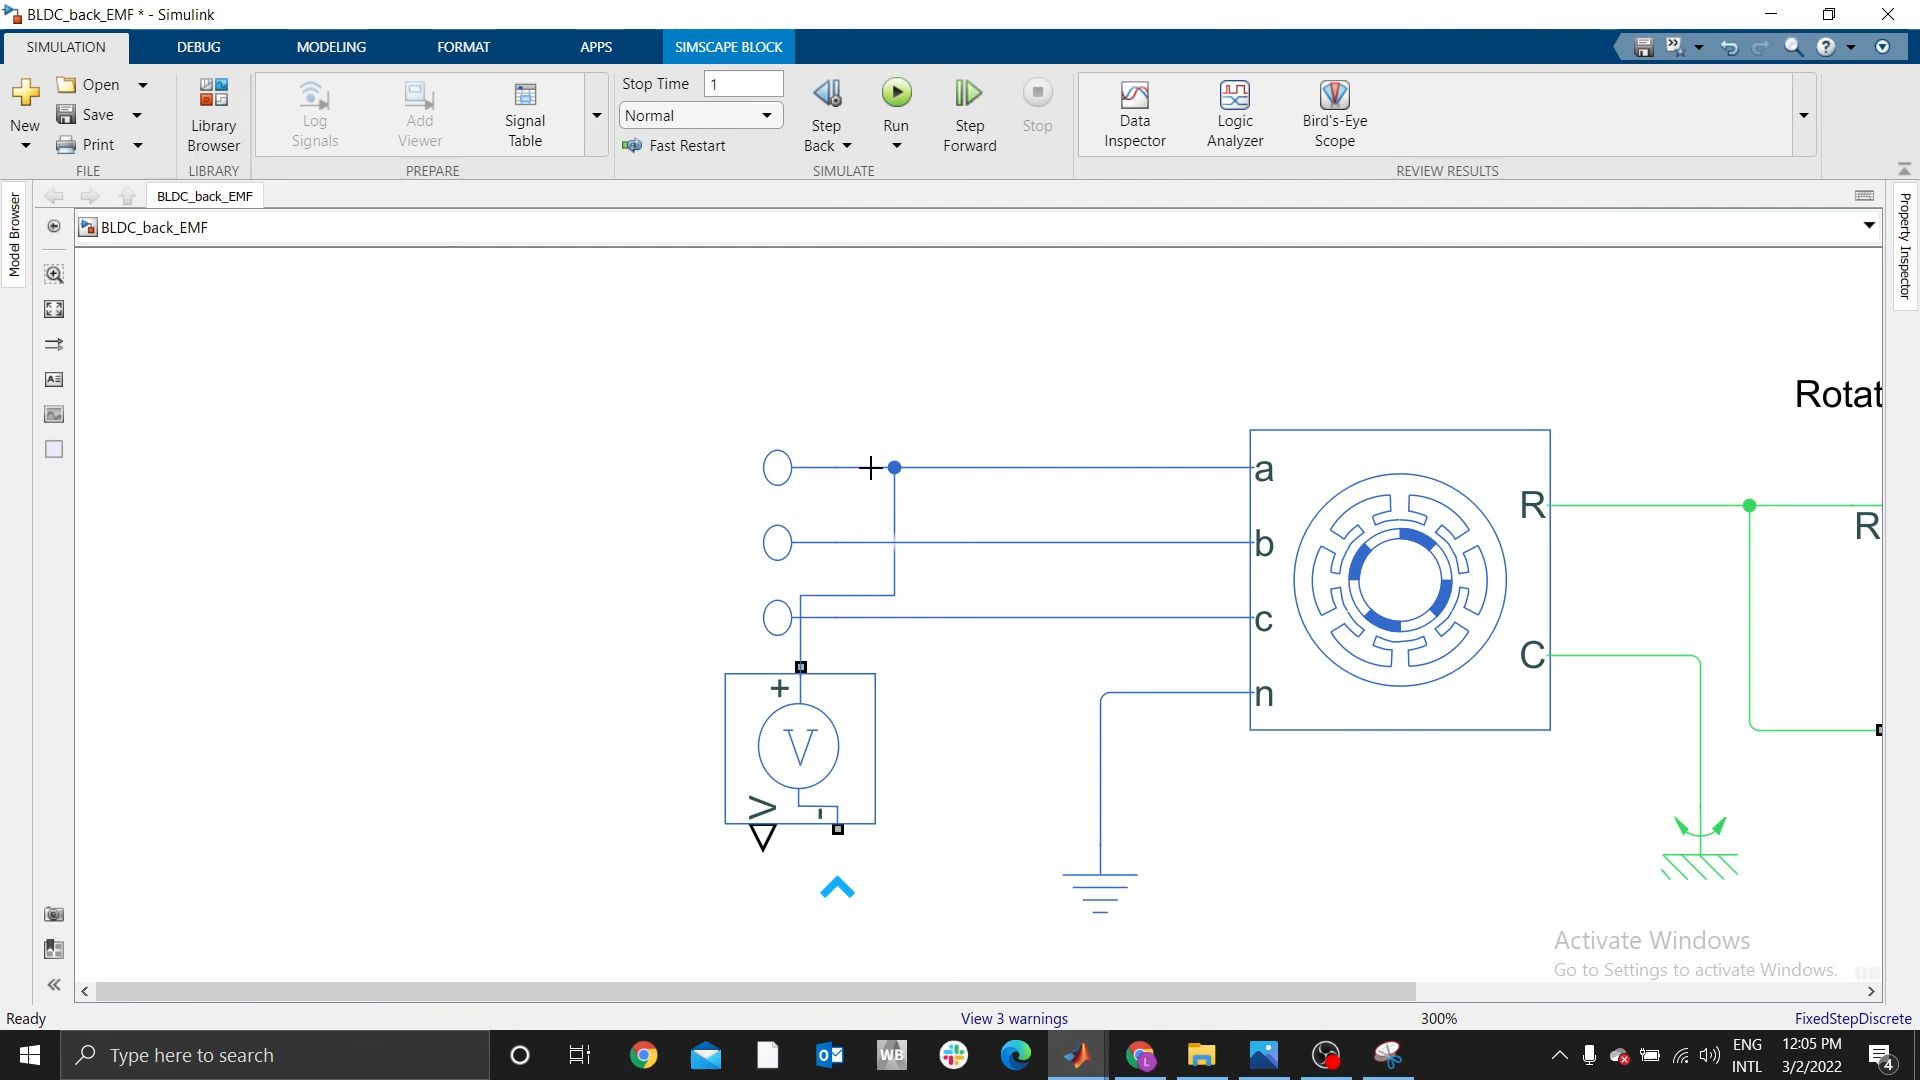 BLDC_back_EMF * - Simulink
SIMULATION
DEBUG
MODELING
FORMAT
APPS
SIMSCAPE BLOCK
New
Open
Save
Print
FILE
Library
Browser
LIBRARY
Log
Signals
Add
Viewer
Signal
Table
PREPARE
Stop Time 1
Normal
Fast Restart
Step
Back
Run
Step
Forward
Stop
SIMULATE
Data
Inspector
Logic
Analyzer
Bird's-Eye
Scope
REVIEW RESULTS
Model Browser
BLDC_back_EMF
BLDC_back_EMF
Property Inspector
Rotat
a
b
c
n
R
C
R
+
V
V
-
Activate Windows
Go to Settings to activate Windows.
Ready
View 3 warnings
300%
FixedStepDiscrete
Type here to search
WB
L
ENG
INTL
12:05 PM
3/2/2022
4